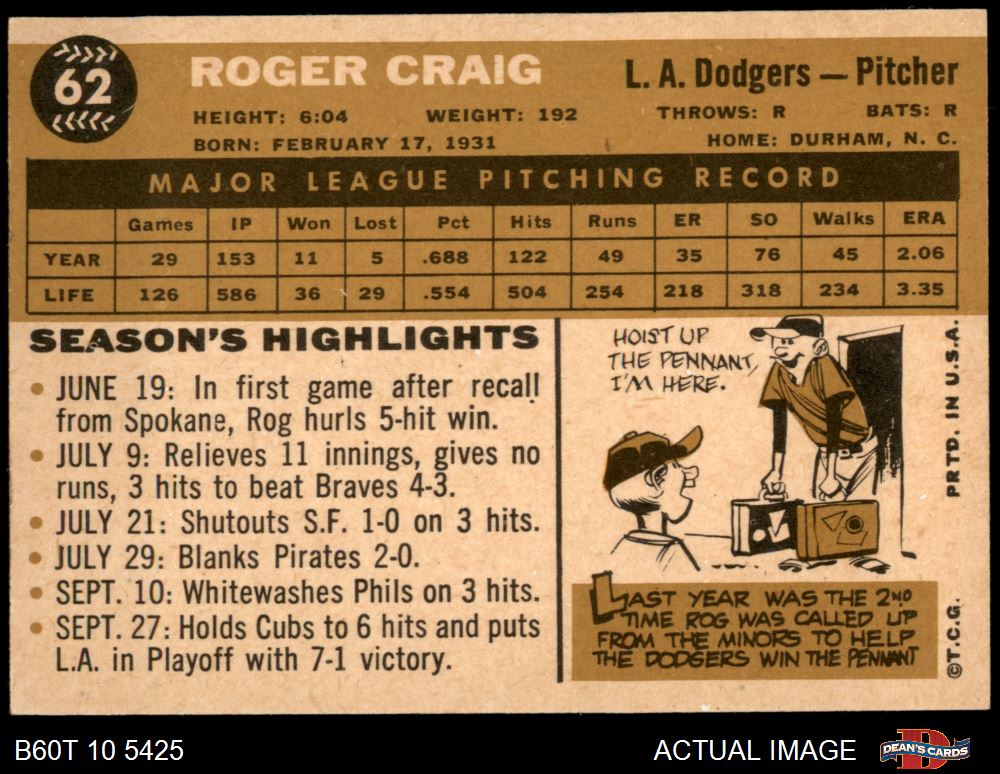 62
ROGER CRAIG
L. A. Dodgers — Pitcher
HEIGHT: 6:04 WEIGHT: 192 THROWS: R BATS: R
BORN: FEBRUARY 17, 1931 HOME: DURHAM, N. C.
MAJOR LEAGUE PITCHING RECORD
Games IP Won Lost Pct Hits Runs ER SO Walks ERA
YEAR 29 153 11 5 .688 122 49 35 76 45 2.06
LIFE 126 586 36 29 .554 504 254 218 318 234 3.35
SEASON'S HIGHLIGHTS
• JUNE 19: In first game after recall
from Spokane, Rog hurls 5-hit win.
• JULY 9: Relieves 11 innings, gives no
runs, 3 hits to beat Braves 4-3.
• JULY 21: Shutouts S.F. 1-0 on 3 hits.
• JULY 29: Blanks Pirates 2-0.
• SEPT. 10: Whitewashes Phils on 3 hits.
• SEPT. 27: Holds Cubs to 6 hits and puts
L.A. in Playoff with 7-1 victory.
HOIST UP
THE PENNANT,
I'M HERE.
LAST YEAR WAS THE 2ND
TIME ROG WAS CALLED UP
FROM THE MINORS TO HELP
THE DODGERS WIN THE PENNANT
PRTD. IN U.S.A.
©T.C.G.
B60T 10 5425
ACTUAL IMAGE
DEAN'S CARDS